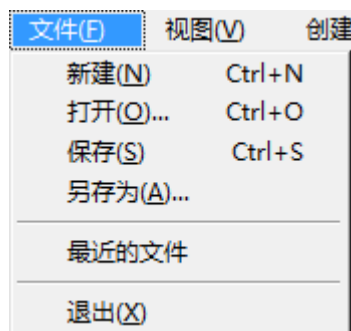 文件(F) 视图(V) 创建
新建(N) Ctrl+N
打开(O)... Ctrl+O
保存(S) Ctrl+S
另存为(A)...
最近的文件
退出(X)